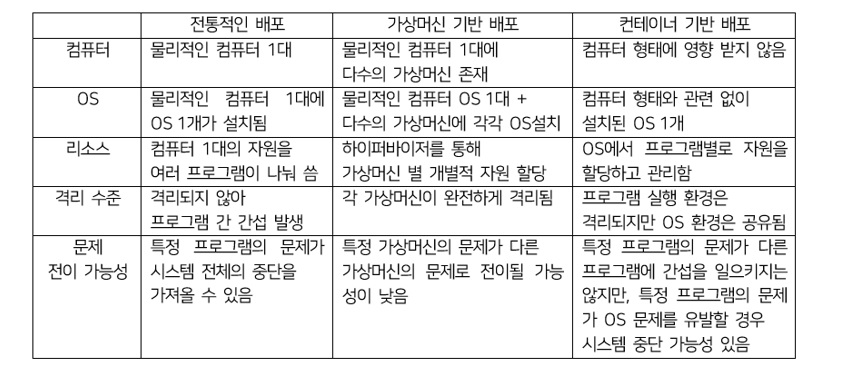 전통적인 배포 가상머신 기반 배포 컨테이너 기반 배포
컴퓨터 물리적인 컴퓨터 1대 물리적인 컴퓨터 1대에 컴퓨터 형태에 영향 받지 않음
다수의 가상머신 존재
OS 물리적인 컴퓨터 1대에 물리적인 컴퓨터 OS 1대 + 컴퓨터 형태와 관련 없이
OS 1개가 설치됨 다수의 가상머신에 각각 OS설치 설치된 OS 1개
리소스 컴퓨터 1대의 자원을 하이퍼바이저를 통해 OS에서 프로그램별로 자원을
여러 프로그램이 나눠 씀 가상머신 별 개별적 자원 할당 할당하고 관리함
격리 수준 격리되지 않아 각 가상머신이 완전하게 격리됨 프로그램 실행 환경은
프로그램 간 간섭 발생 격리되지만 OS 환경은 공유됨
문제 특정 프로그램의 문제가 특정 가상머신의 문제가 다른 특정 프로그램의 문제가 다른
전이 가능성 시스템 전체의 중단을 가상머신의 문제로 전이될 가능 프로그램에 간섭을 일으키지는
가져올 수 있음 성이 낮음 않지만, 특정 프로그램의 문제
가 OS 문제를 유발할 경우
시스템 중단 가능성 있음